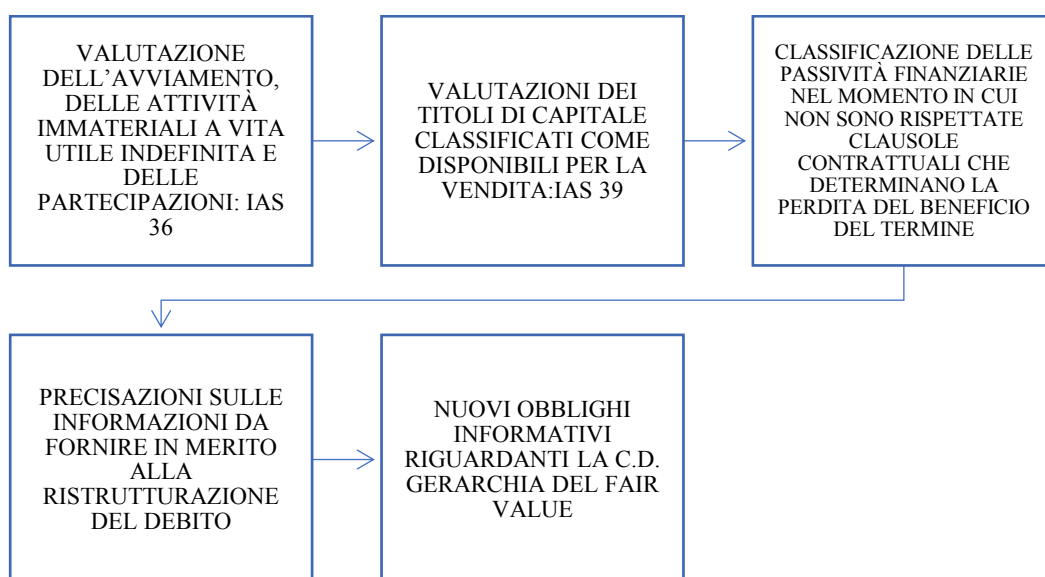 VALUTAZIONE
DELL'AVVIAMENTO,
DELLE ATTIVITÀ
IMMATERIALI A VITA
UTILE INDEFINITA E
DELLE
PARTECIPAZIONI: IAS
36
VALUTAZIONI DEI
TITOLI DI CAPITALE
CLASSIFICATI COME
DISPONIBILI PER LA
VENDITA:IAS 39
CLASSIFICAZIONE DELLE
PASSIVITÀ FINANZIARIE
NEL MOMENTO IN CUI
NON SONO RISPETTATE
CLAUSOLE
CONTRATTUALI CHE
DETERMINANO LA
PERDITA DEL BENEFICIO
DEL TERMINE
PRECISAZIONI SULLE
INFORMAZIONI DA
FORNIRE IN MERITO
ALLA
RISTRUTTURAZIONE
DEL DEBITO
NUOVI OBBLIGHI
INFORMATIVI
RIGUARDANTI LA C.D.
GERARCHIA DEL FAIR
VALUE